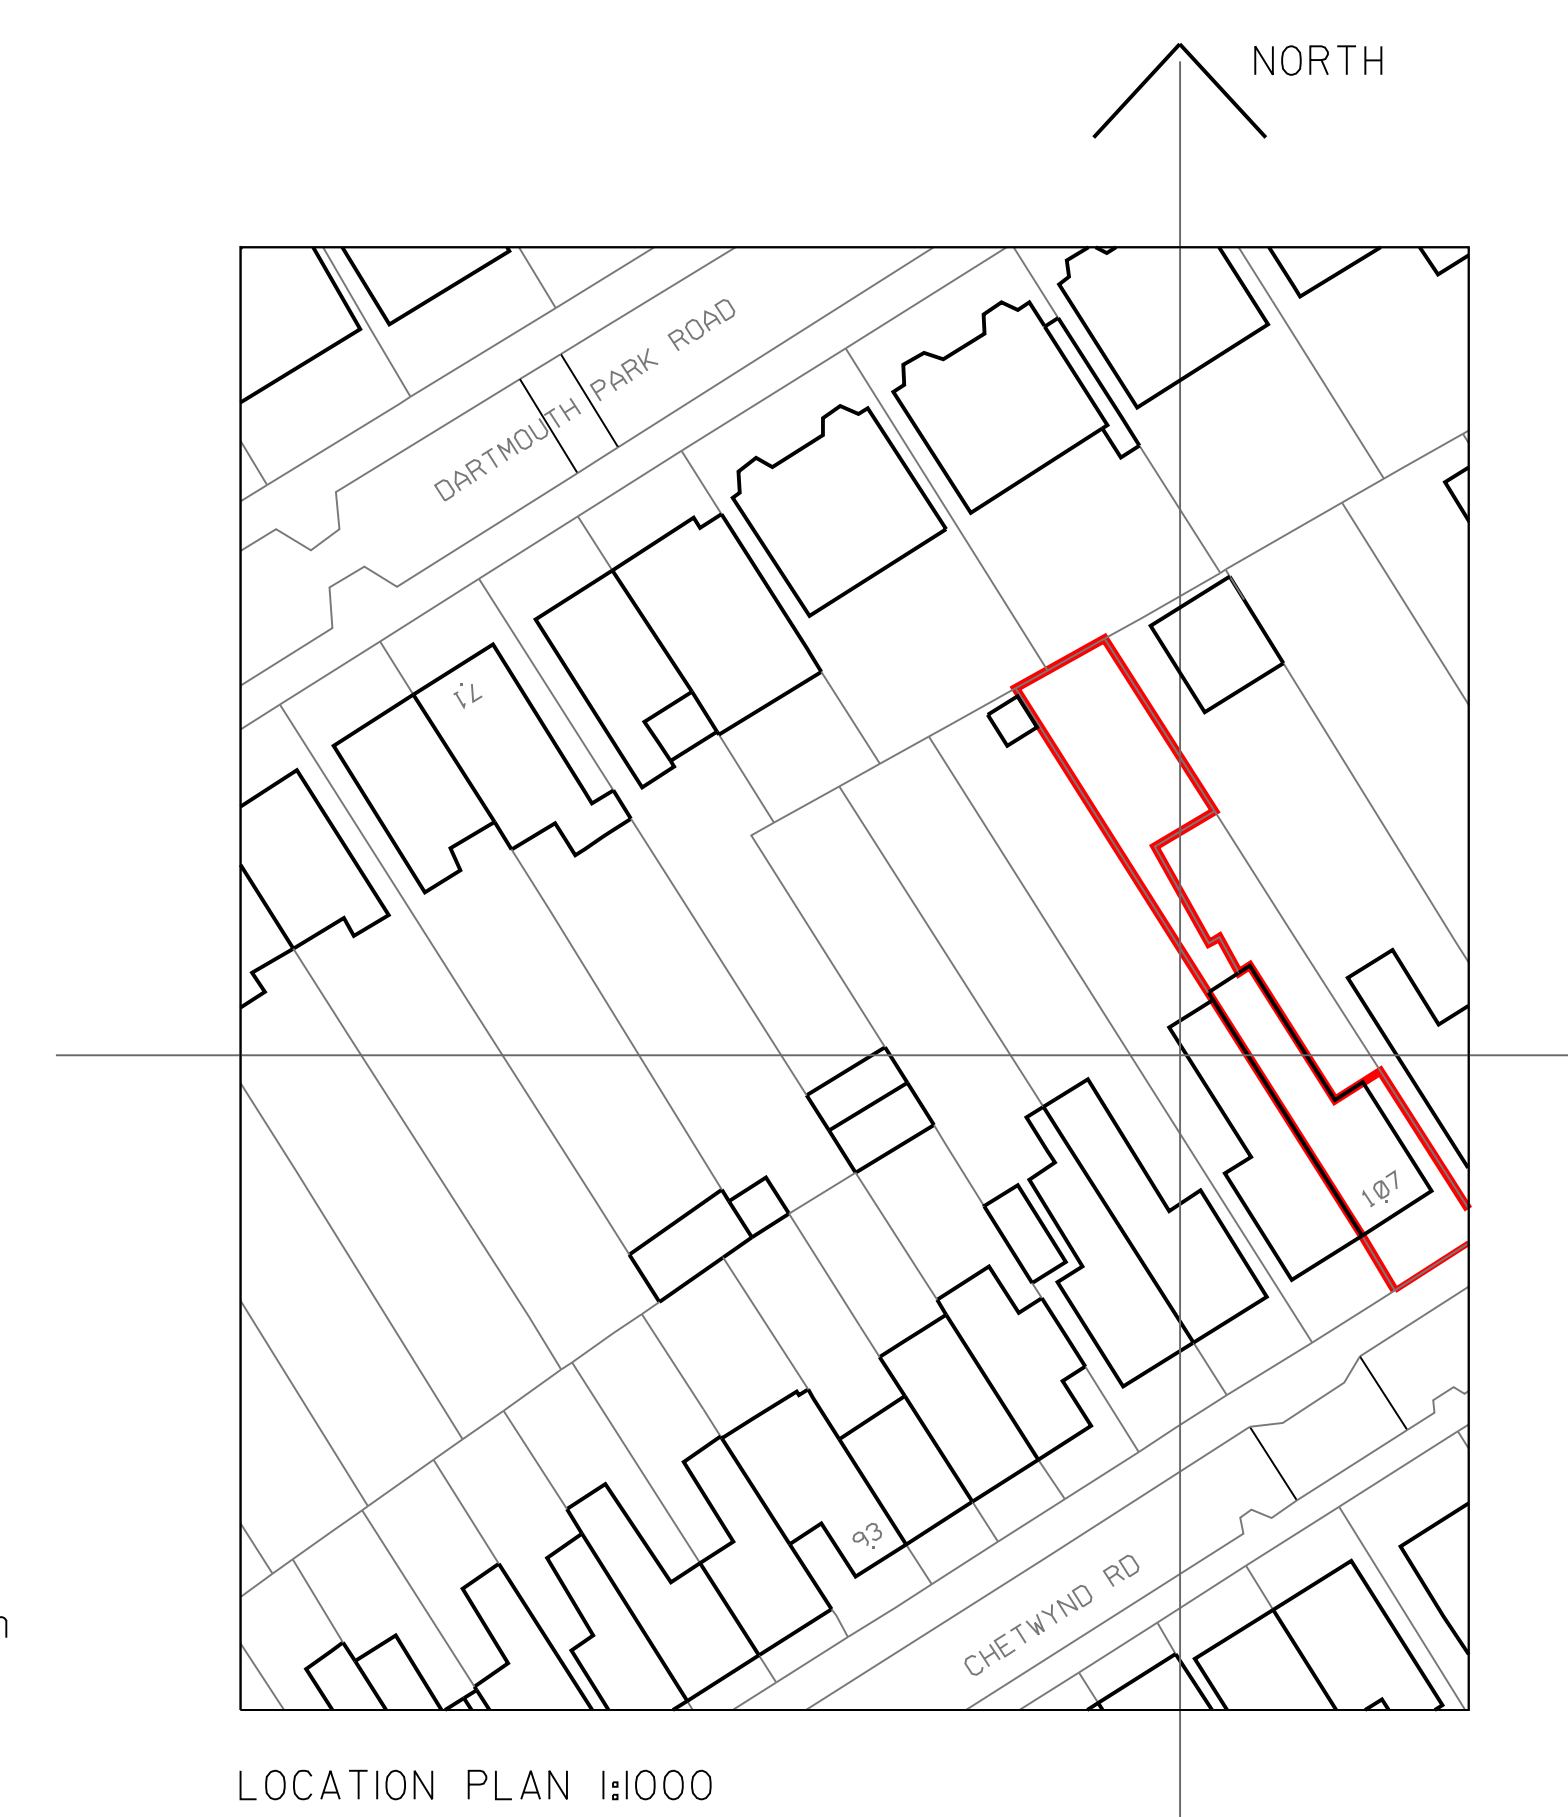 NORTH
DARTMOUTH PARK ROAD
71
107
93
CHETWYND RD
LOCATION PLAN 1:1000